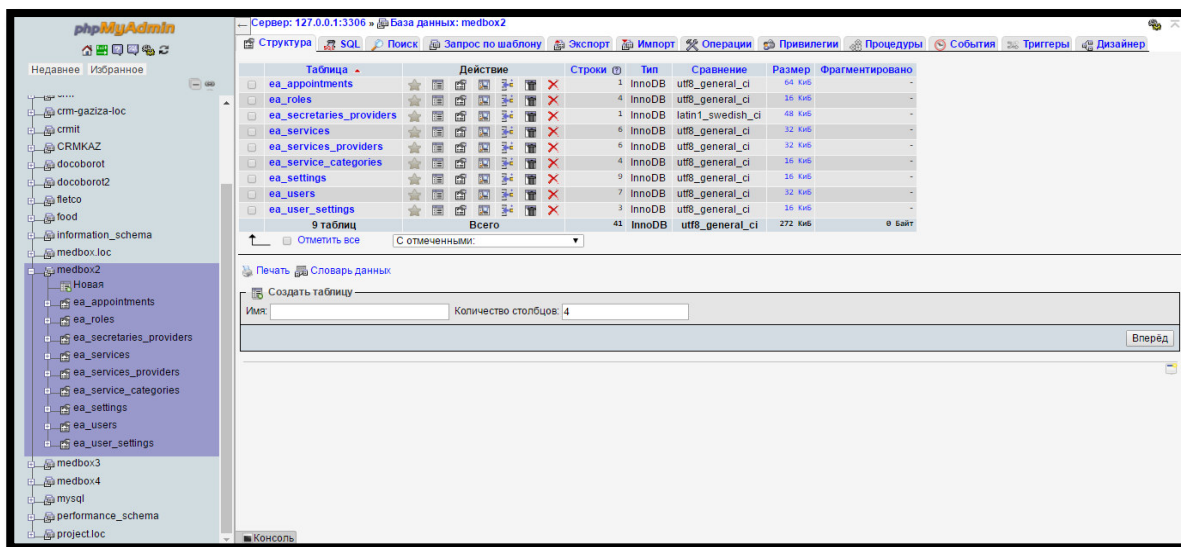 phpMyAdmin
Недавнее Избранное
crm-gaziza-loc
crmit
CRMKAZ
docoborot
docoborot2
fletco
food
information_schema
medbox.loc
medbox2
Новая
ea_appointments
ea_roles
ea_secretaries_providers
ea_services
ea_services_providers
ea_service_categories
ea_settings
ea_users
ea_user_settings
medbox3
medbox4
mysql
performance_schema
project.loc
Сервер: 127.0.0.1:3306 » База данных: medbox2
Структура SQL Поиск Запрос по шаблону Экспорт Импорт Операции Привилегии Процедуры События Триггеры Дизайнер
Таблица Действие Строки Тип Сравнение Размер Фрагментировано
ea_appointments 1 InnoDB utf8_general_ci 64 КиБ -
ea_roles 4 InnoDB utf8_general_ci 16 КиБ -
ea_secretaries_providers 1 InnoDB latin1_swedish_ci 48 КиБ -
ea_services 6 InnoDB utf8_general_ci 32 КиБ -
ea_services_providers 6 InnoDB utf8_general_ci 32 КиБ -
ea_service_categories 4 InnoDB utf8_general_ci 16 КиБ -
ea_settings 9 InnoDB utf8_general_ci 16 КиБ -
ea_users 7 InnoDB utf8_general_ci 32 КиБ -
ea_user_settings 3 InnoDB utf8_general_ci 16 КиБ -
9 таблиц Всего 41 InnoDB utf8_general_ci 272 КиБ 0 Байт
Отметить все С отмеченными:
Печать Словарь данных
Создать таблицу
Имя: Количество столбцов: 4
Вперёд
Консоль